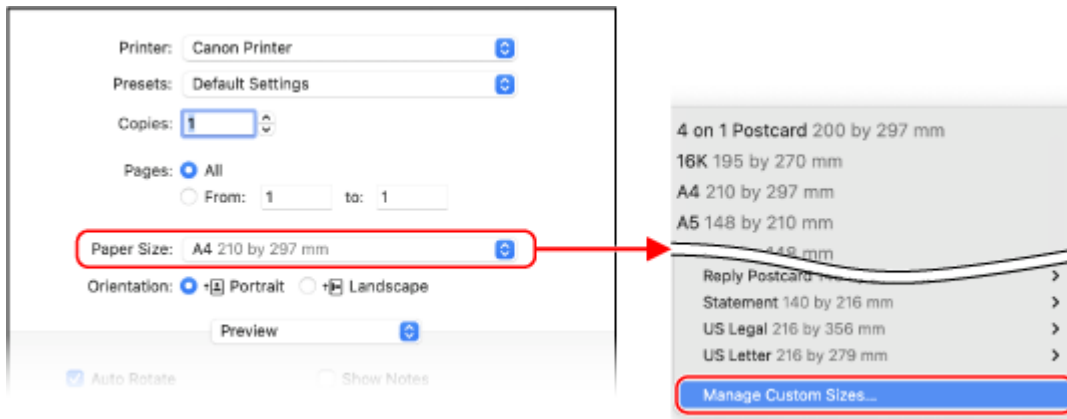 Printer: Canon Printer
Presets: Default Settings
Copies: 1
Pages: All
From: 1 to: 1
Paper Size: A4 210 by 297 mm
Orientation: Portrait Landscape
Preview
Auto Rotate Show Notes
4 on 1 Postcard 200 by 297 mm
16K 195 by 270 mm
A4 210 by 297 mm
A5 148 by 210 mm
148 mm
Reply Postcard
Statement 140 by 216 mm
US Legal 216 by 356 mm
US Letter 216 by 279 mm
Manage Custom Sizes...